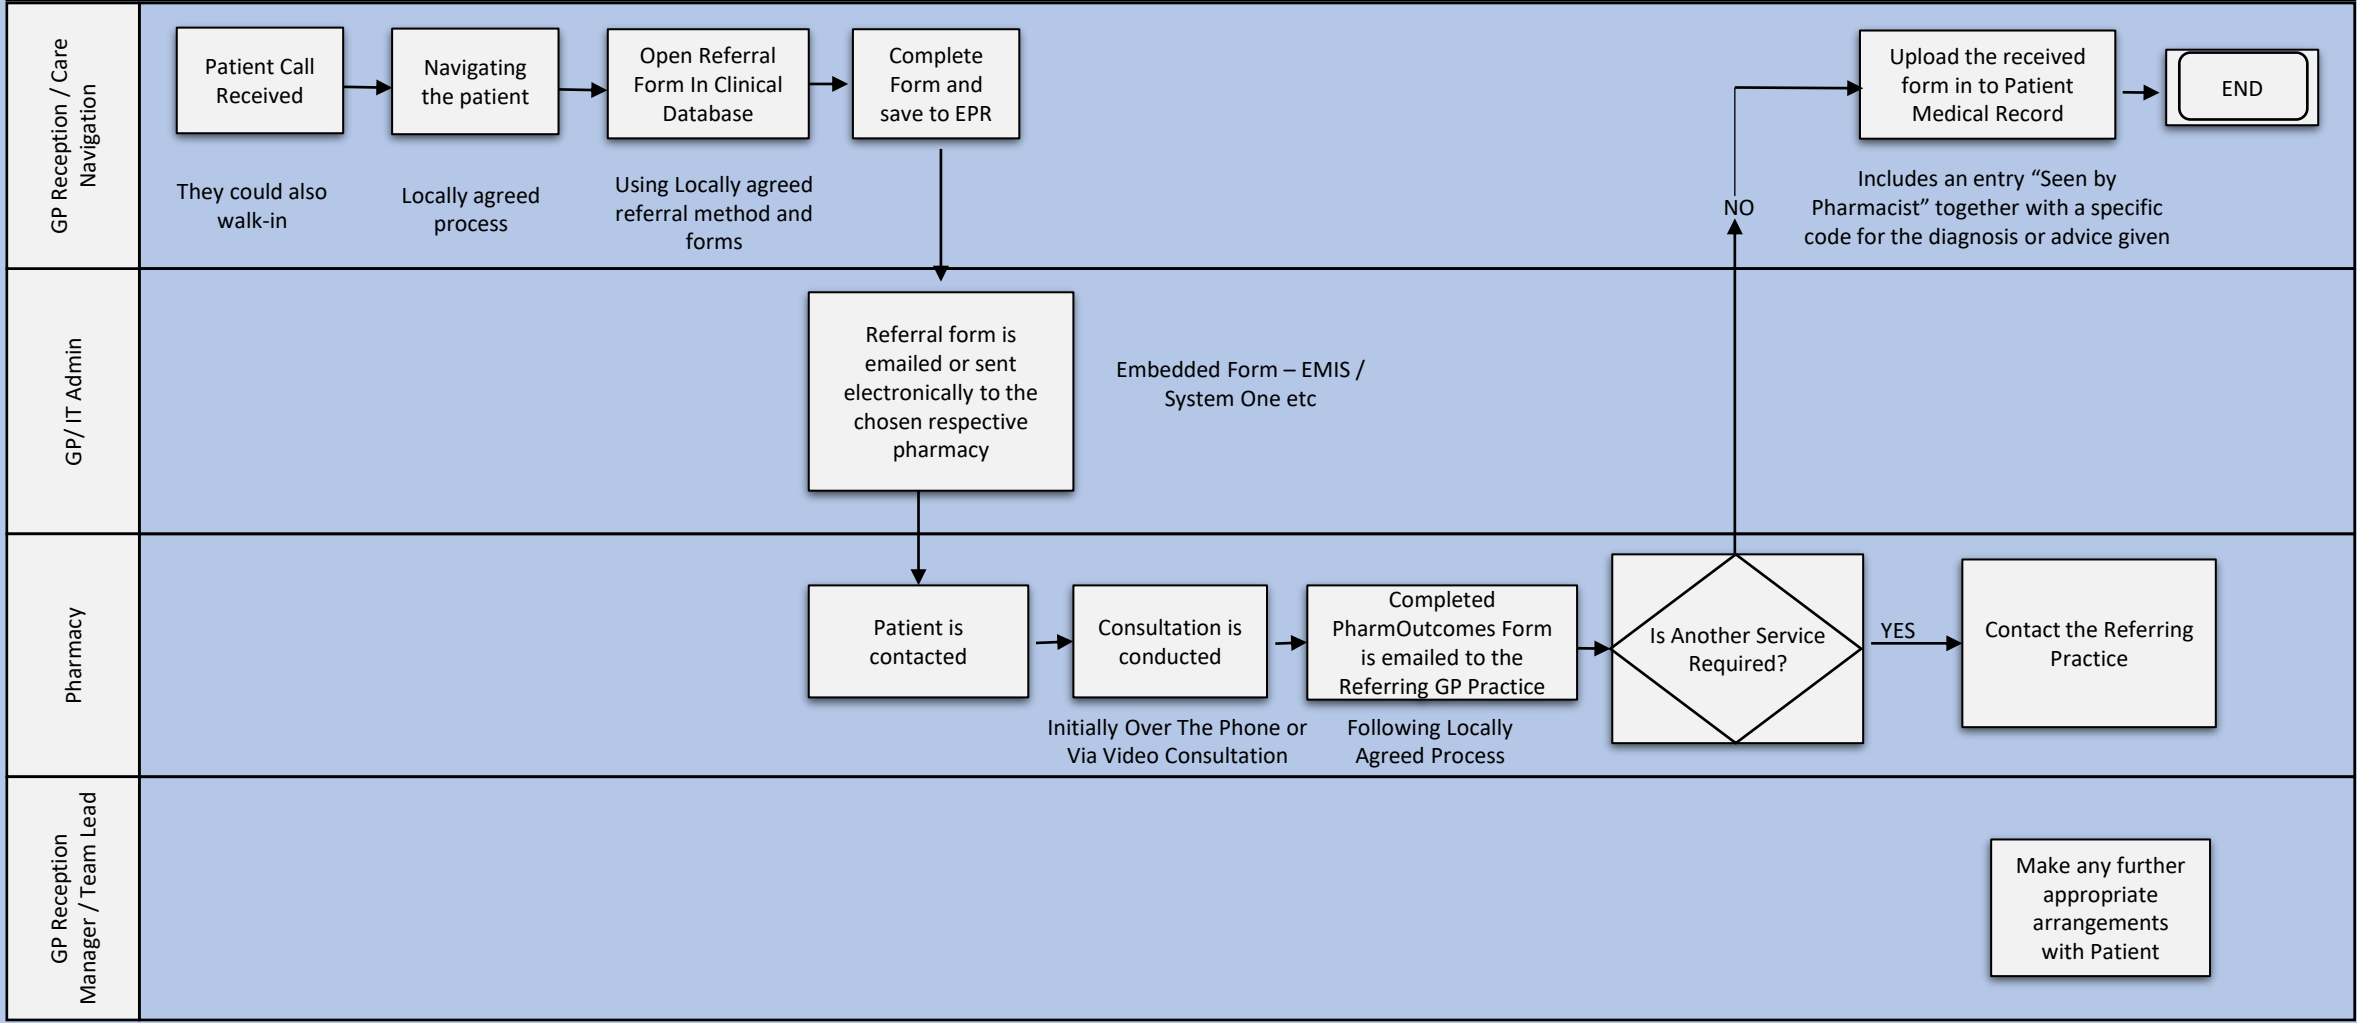 GP Reception / Care
Navigation
Patient Call
Received
Navigating
the patient
Open Referral
Form In Clinical
Database
Complete
Form and
save to EPR
Upload the received
form in to Patient
Medical Record
END
They could also
walk-in
Locally agreed
process
Using Locally agreed
referral method and
forms
NO
Includes an entry “Seen by
Pharmacist” together with a specific
code for the diagnosis or advice given
GP/ IT Admin
Referral form is
emailed or sent
electronically to the
chosen respective
pharmacy
Embedded Form – EMIS /
System One etc
Pharmacy
Patient is
contacted
Consultation is
conducted
Completed
PharmOutcomes Form
is emailed to the
Referring GP Practice
Is Another Service
Required?
YES
Contact the Referring
Practice
Initially Over The Phone or
Via Video Consultation
Following Locally
Agreed Process
GP Reception
Manager / Team Lead
Make any further
appropriate
arrangements
with Patient